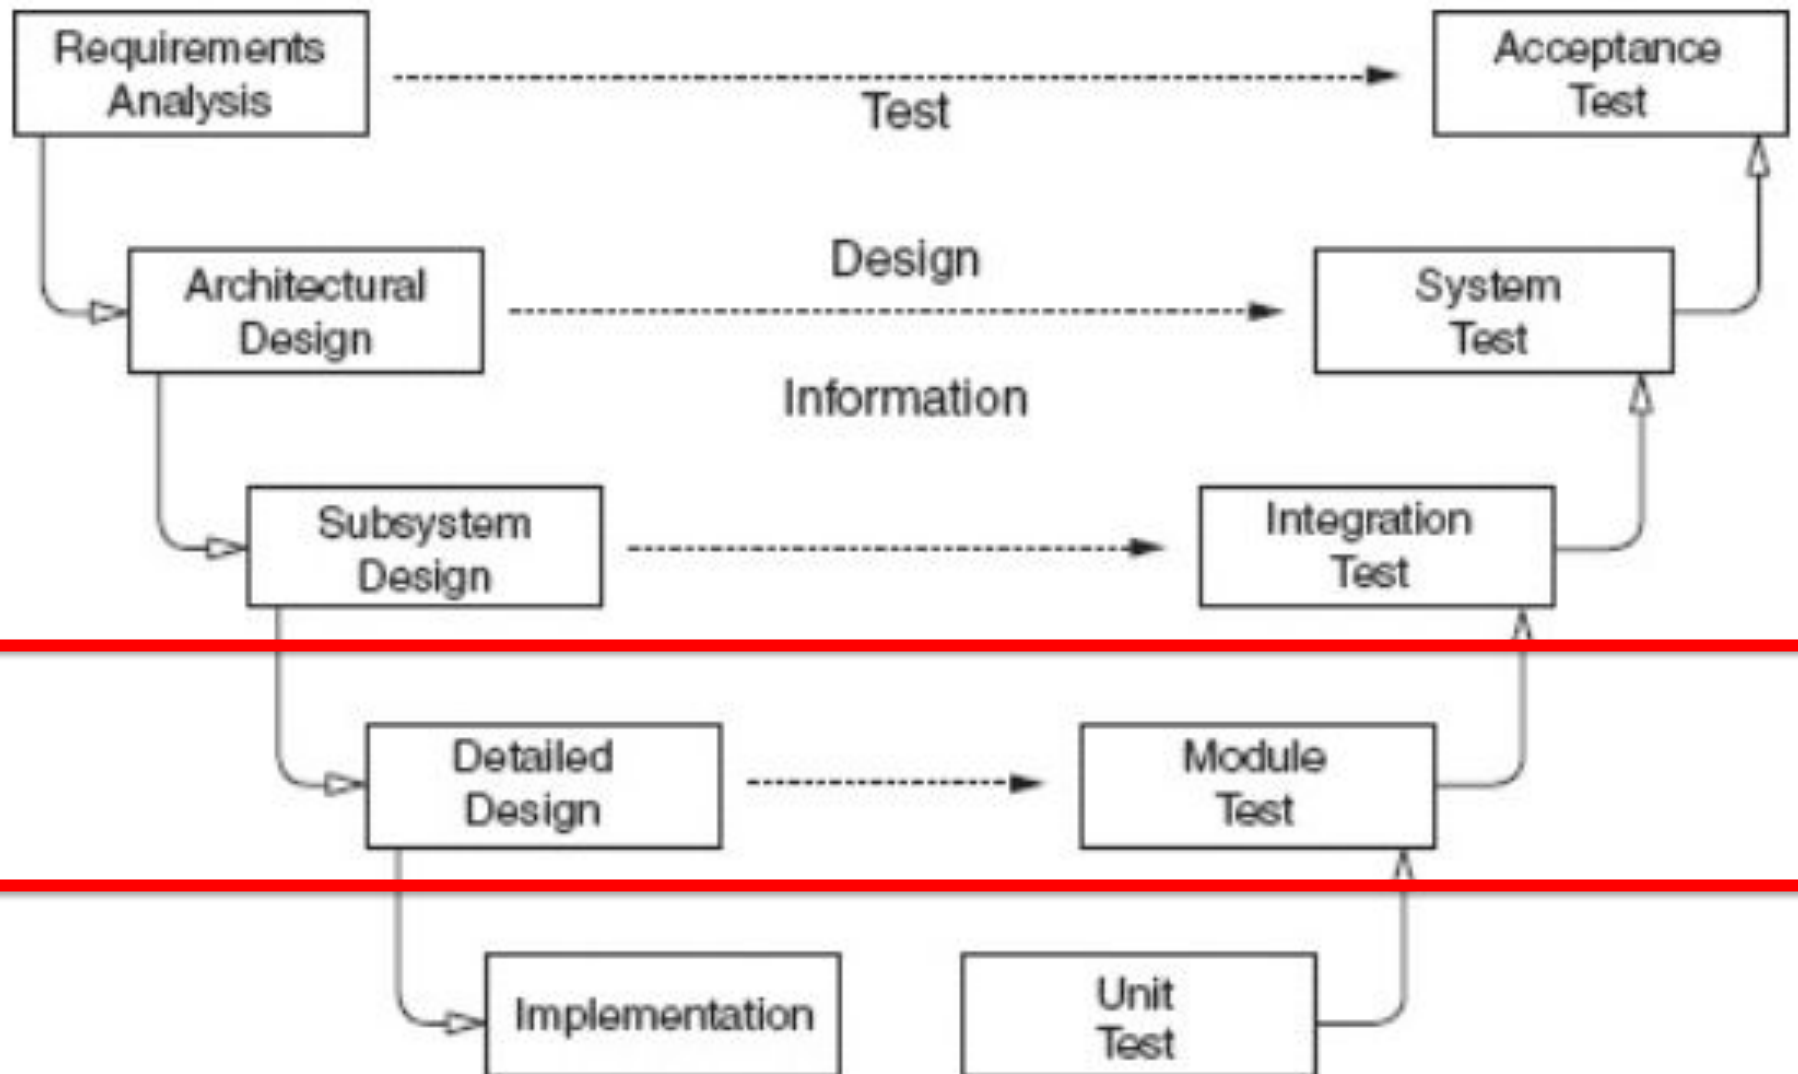 Requirements
Analysis
Acceptance
Test
Test
Architectural
Design
Design
System
Test
Information
Subsystem
Design
Integration
Test
Detailed
Design
Module
Test
Implementation
Unit
Test